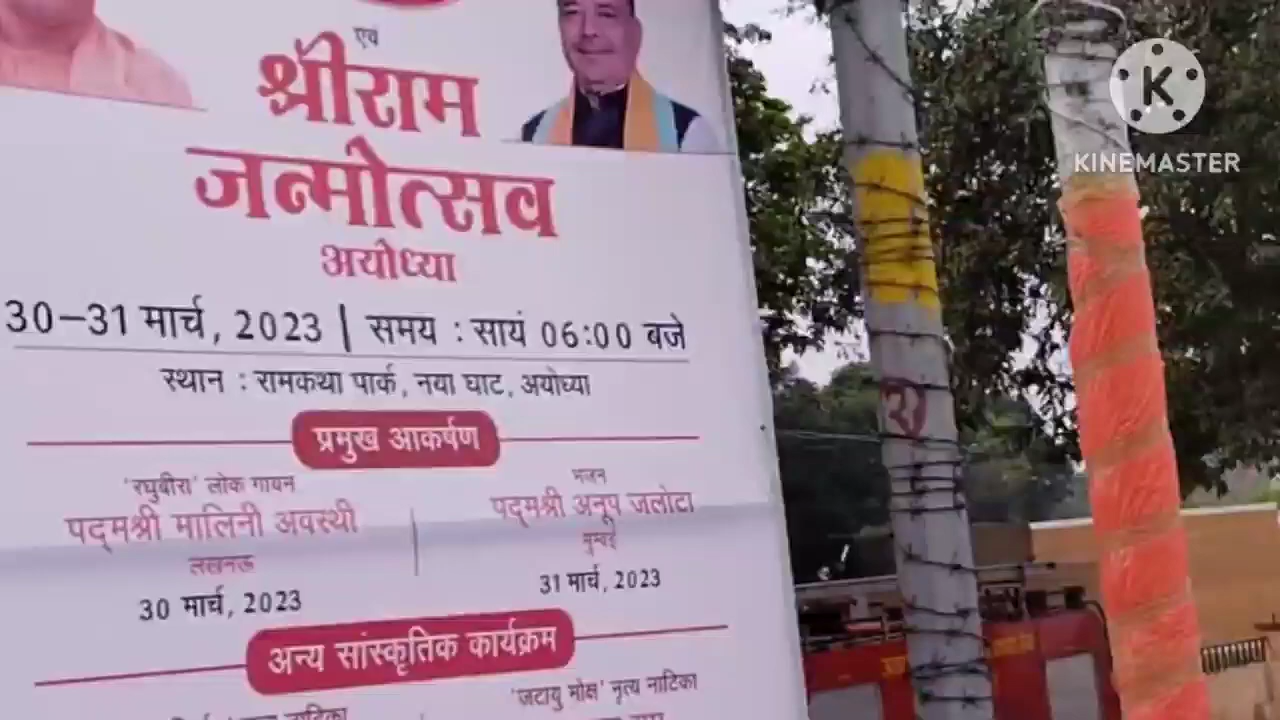 एवं
श्रीराम
जन्मोत्सव
अयोध्या
30–31 मार्च, 2023 | समय : सायं 06:00 बजे
स्थान : रामकथा पार्क, नया घाट, अयोध्या
प्रमुख आकर्षण
'रघुबीरा' लोक गायन
पद्मश्री मालिनी अवस्थी
लखनऊ
30 मार्च, 2023
भजन
पद्मश्री अनूप जलोटा
मुम्बई
31 मार्च, 2023
अन्य सांस्कृतिक कार्यक्रम
'जटायु मोक्ष' नृत्य नाटिका
K
KINEMASTER